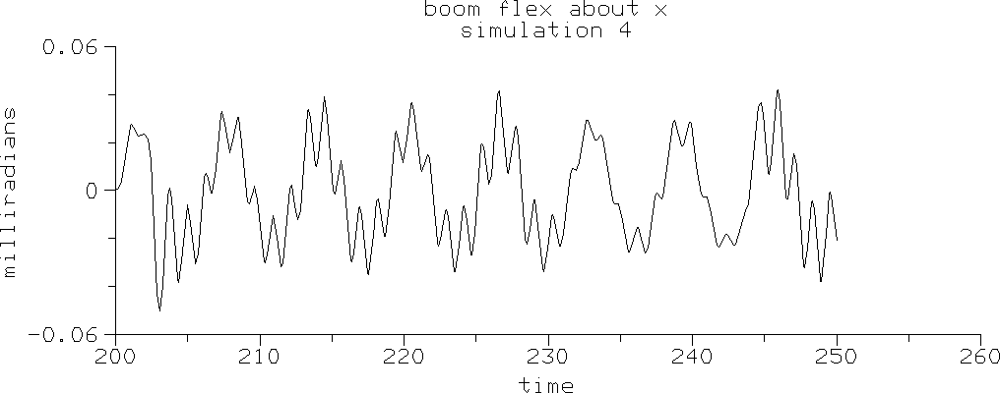 boom flex about x
simulation 4
0.06
0
-0.06
milliradians
200 210 220 230 240 250 260
time